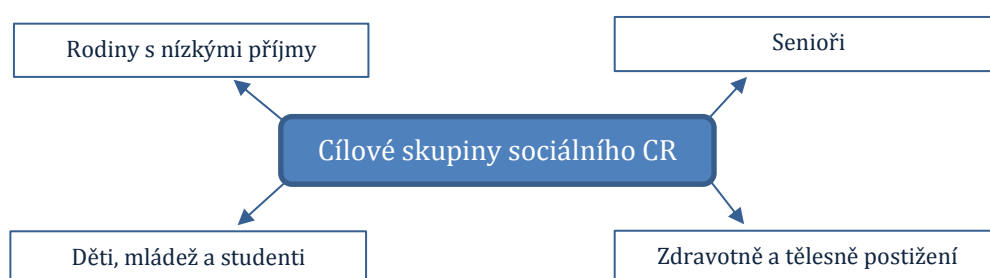 Rodiny s nízkými příjmy
Senioři
Cílové skupiny sociálního CR
Děti, mládež a studenti
Zdravotně a tělesně postižení